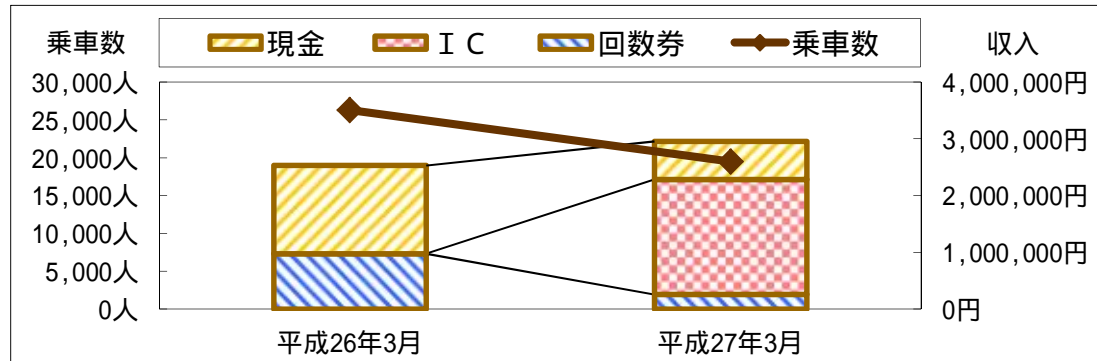 乗車数
現金 ＩＣ 回数券 乗車数
収入
30,000人
25,000人
20,000人
15,000人
10,000人
5,000人
0人
4,000,000円
3,000,000円
2,000,000円
1,000,000円
0円
平成26年3月
平成27年3月